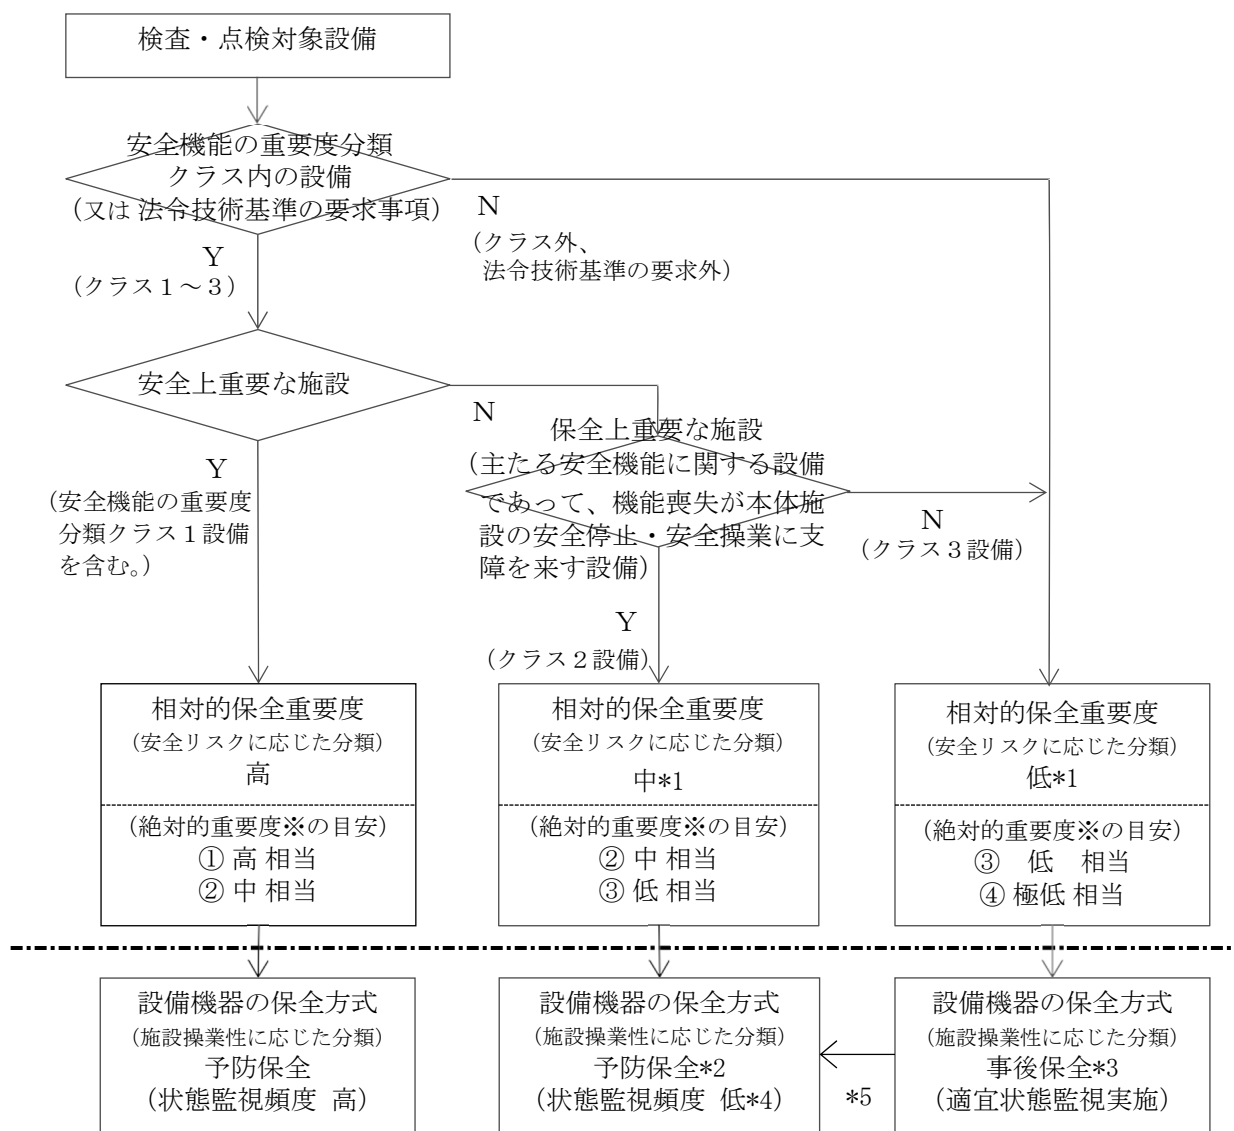 検査・点検対象設備
安全機能の重要度分類
クラス内の設備
（又は 法令技術基準の要求事項）
N
（クラス外、
法令技術基準の要求外）
Y
（クラス１～３）
安全上重要な施設
N
保全上重要な施設
（主たる安全機能に関する設備
であって、機能喪失が本体施
設の安全停止・安全操業に支
障を来す設備）
N
（クラス３設備）
Y
（安全機能の重要度
分類クラス１設備
を含む。）
Y
（クラス２設備）
相対的保全重要度
（安全リスクに応じた分類）
高
（絶対的重要度※の目安）
① 高 相当
② 中 相当
相対的保全重要度
（安全リスクに応じた分類）
中*1
（絶対的重要度※の目安）
② 中 相当
③ 低 相当
相対的保全重要度
（安全リスクに応じた分類）
低*1
（絶対的重要度※の目安）
③　低　相当
④ 極低 相当
設備機器の保全方式
（施設操業性に応じた分類）
予防保全
（状態監視頻度 高）
設備機器の保全方式
（施設操業性に応じた分類）
予防保全*2
（状態監視頻度 低*4）
*5
設備機器の保全方式
（施設操業性に応じた分類）
事後保全*3
（適宜状態監視実施）